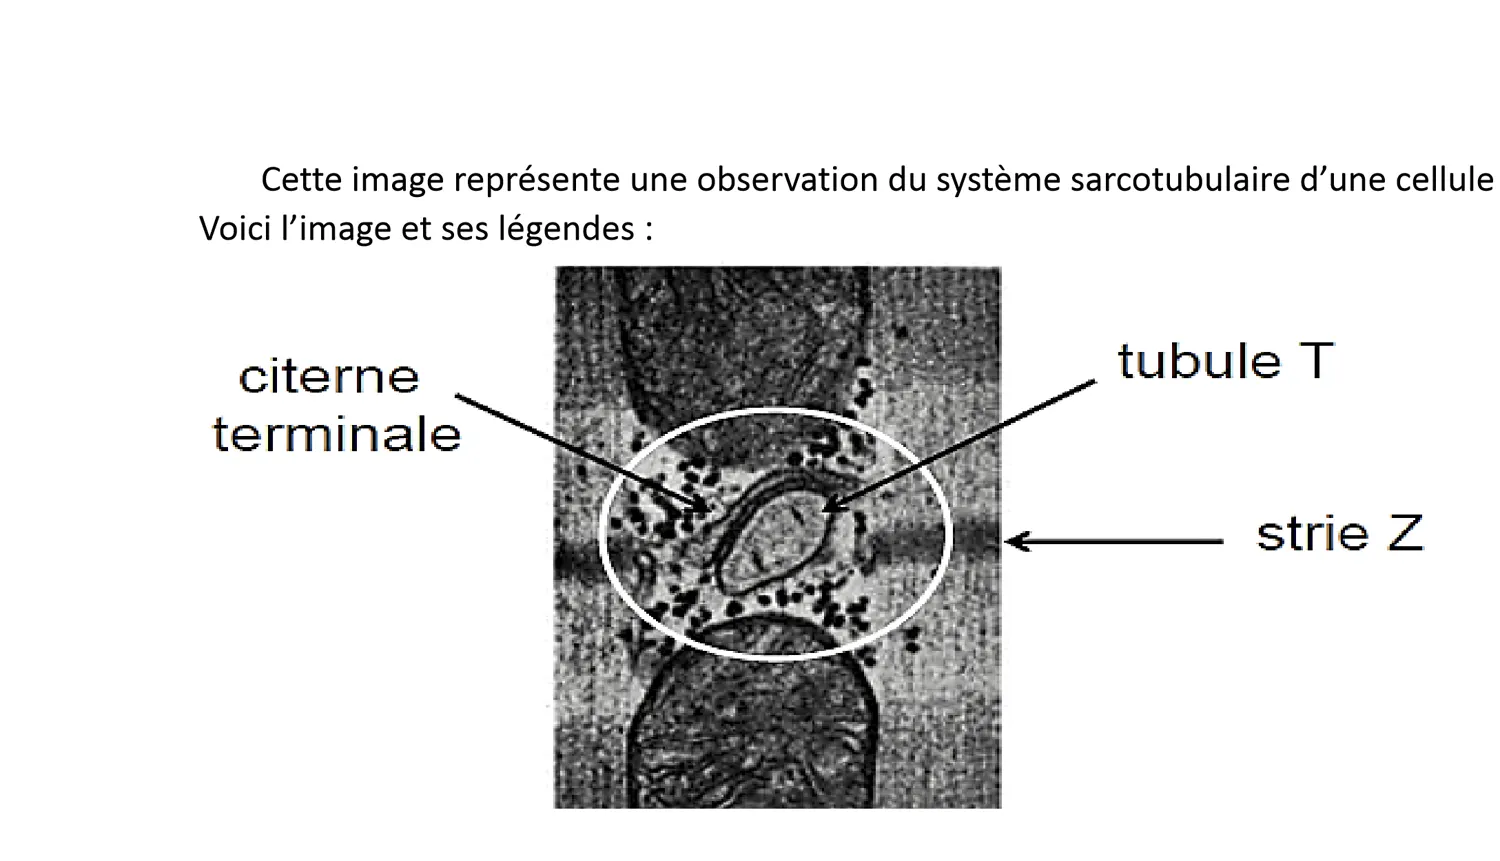 Cette image représente une observation du système sarcotubulaire d’une cellule
Voici l’image et ses légendes :
citerne
terminale
tubule T
strie Z